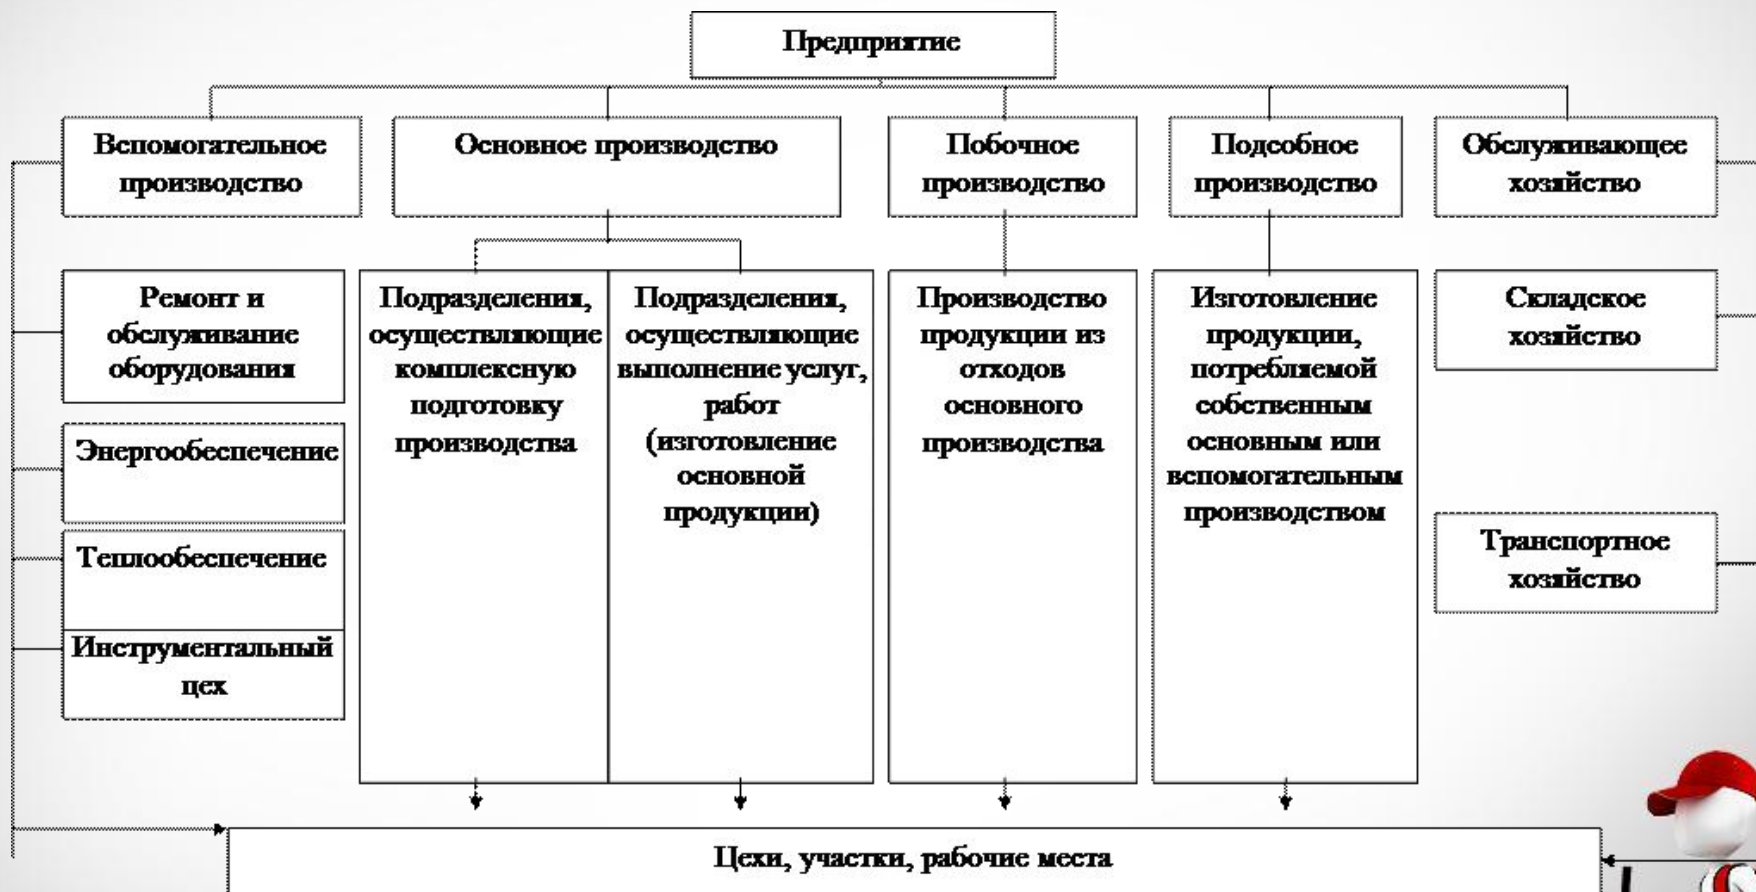 Предприятие
Вспомогательное
производство
Основное производство
Побочное
производство
Подсобное
производство
Обслуживающее
хозяйство
Ремонт и
обслуживание
оборудования
Энергообеспечение
Теплообеспечение
Инструментальный
цех
Подразделения,
осуществляющие
комплексную
подготовку
производства
Подразделения,
осуществляющие
выполнение услуг,
работ
(изготовление
основной
продукции)
Производство
продукции из
отходов
основного
производства
Изготовление
продукции,
потребляемой
собственным
основным или
вспомогательным
производством
Складское
хозяйство
Транспортное
хозяйство
Цехи, участки, рабочие места